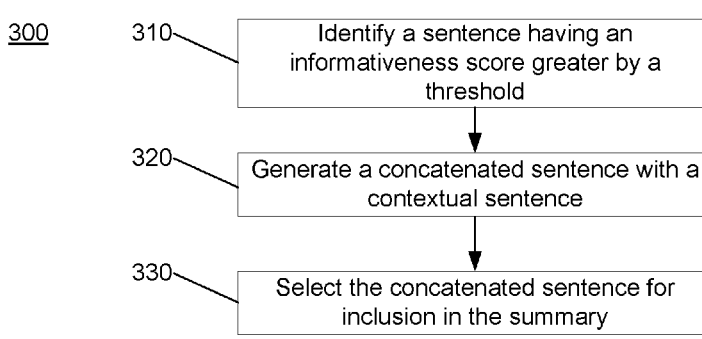 300
310
Identify a sentence having an
informativeness score greater by a
threshold
320
Generate a concatenated sentence with a
contextual sentence
330
Select the concatenated sentence for
inclusion in the summary